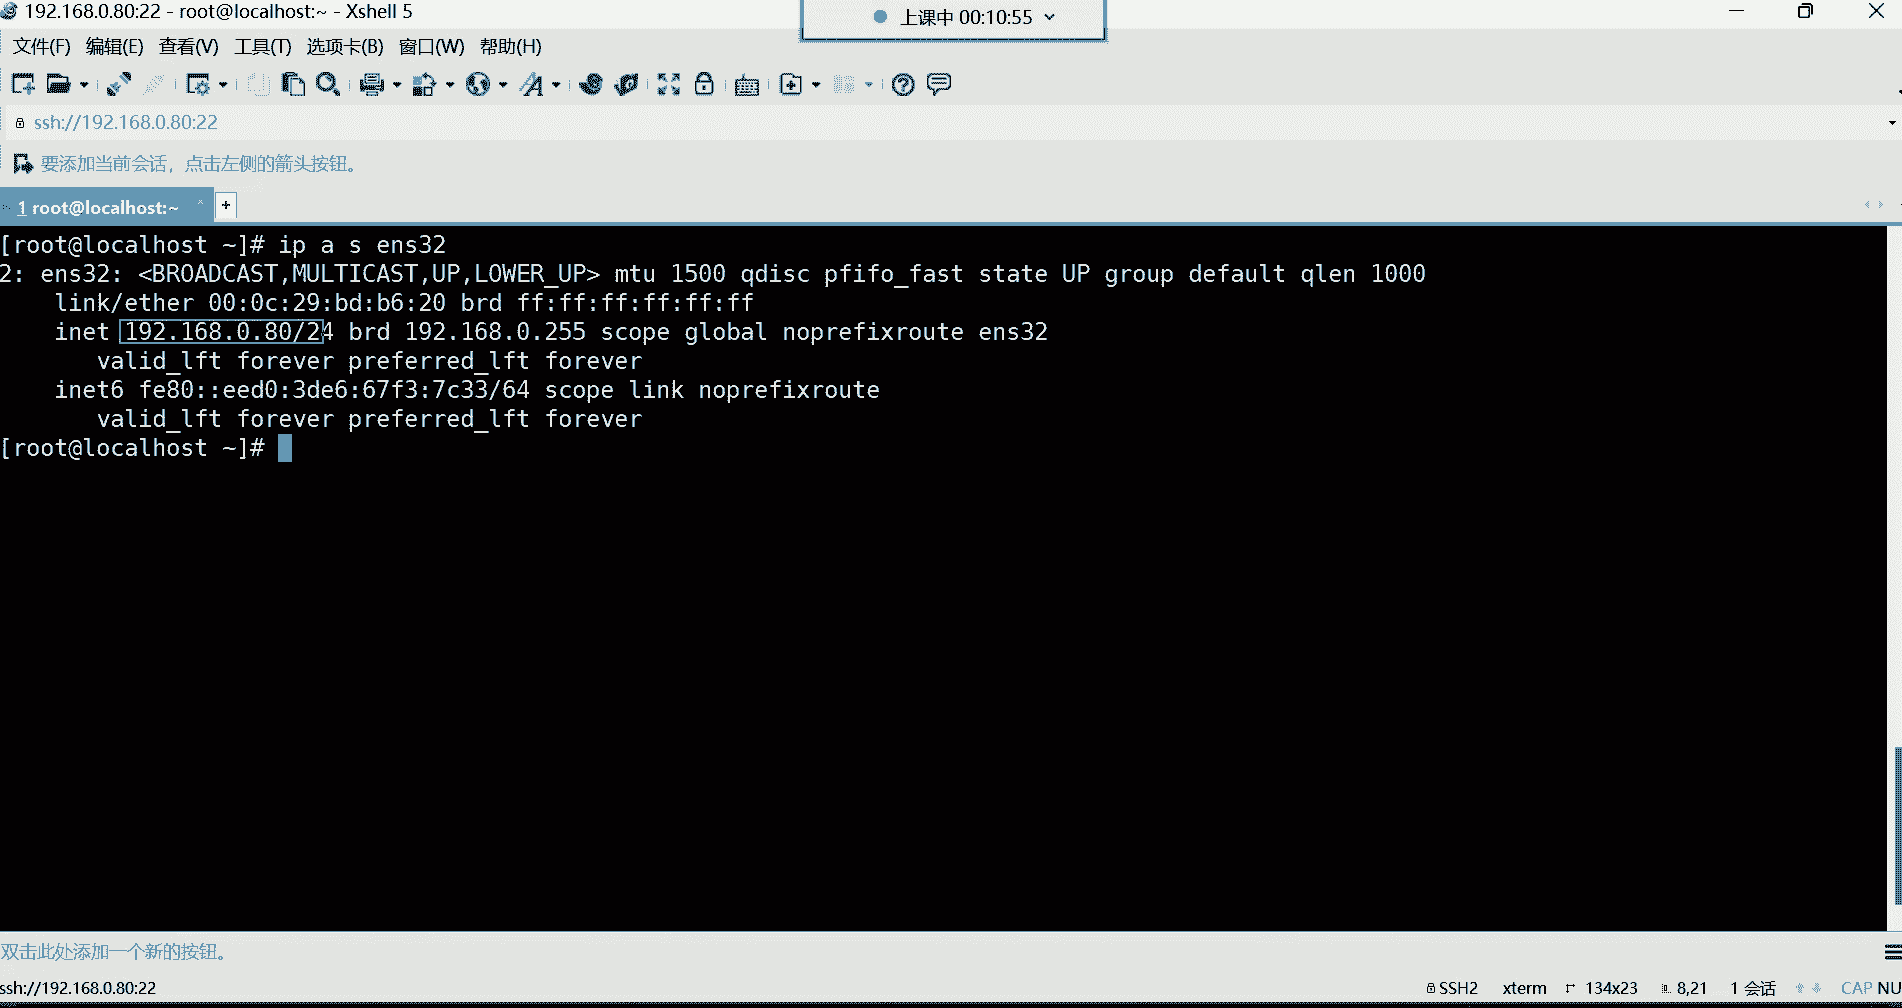 192.168.0.80:22 - root@localhost:~ - Xshell 5
上课中 00:10:55
文件(F) 编辑(E) 查看(V) 工具(T) 选项卡(B) 窗口(W) 帮助(H)
ssh://192.168.0.80:22
要添加当前会话，点击左侧的箭头按钮。
1 root@localhost:~ +
[root@localhost ~]# ip a s ens32
2: ens32: <BROADCAST,MULTICAST,UP,LOWER_UP> mtu 1500 qdisc pfifo_fast state UP group default qlen 1000
    link/ether 00:0c:29:bd:b6:20 brd ff:ff:ff:ff:ff:ff
    inet 192.168.0.80/24 brd 192.168.0.255 scope global noprefixroute ens32
       valid_lft forever preferred_lft forever
    inet6 fe80::eed0:3de6:67f3:7c33/64 scope link noprefixroute
       valid_lft forever preferred_lft forever
[root@localhost ~]#
双击此处添加一个新的按钮。
ssh://192.168.0.80:22 SSH2 xterm 134x23 8,21 1 会话 CAP NU